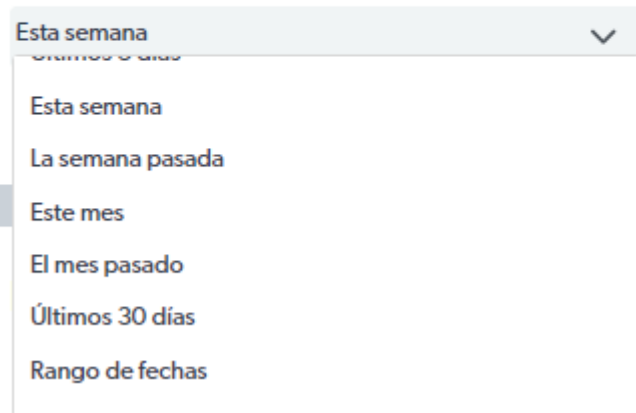 Esta semana
Esta semana
La semana pasada
Este mes
El mes pasado
Últimos 30 días
Rango de fechas